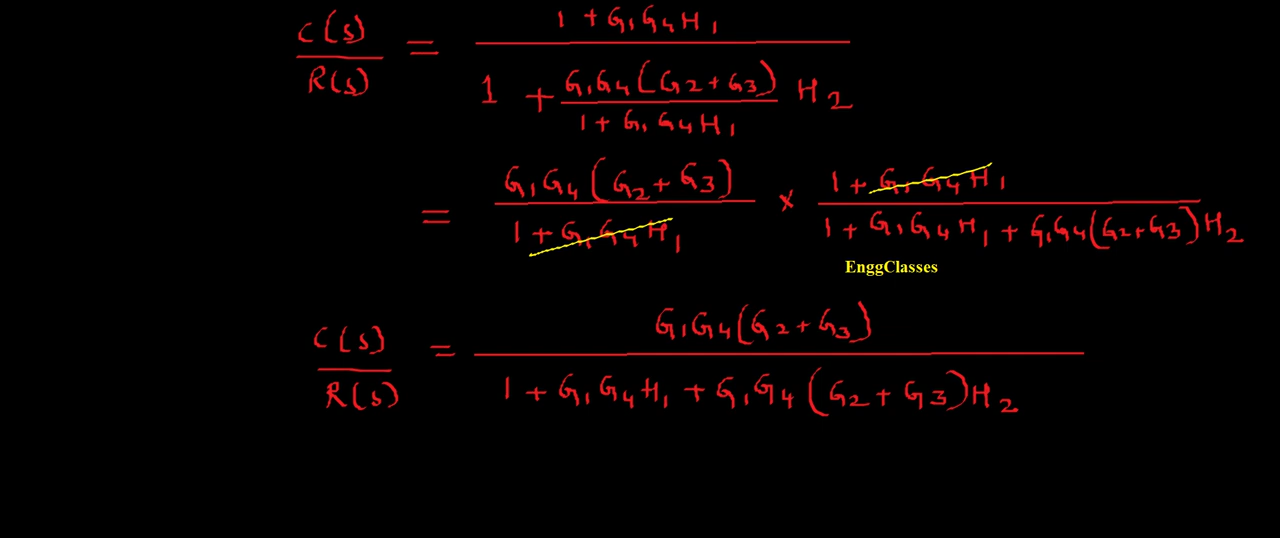 C(s)/R(s) = (1 + G₁G₄H₁) / (1 + (G₁G₄(G₂+G₃) / (1 + G₁G₄H₁)) H₂)
= (G₁G₄(G₂+G₃) / (1 + G₁G₄H₁)) × ((1 + G₁G₄H₁) / (1 + G₁G₄H₁ + G₁G₄(G₂+G₃)H₂))
EnggClasses
C(s)/R(s) = G₁G₄(G₂+G₃) / (1 + G₁G₄H₁ + G₁G₄(G₂+G₃)H₂)